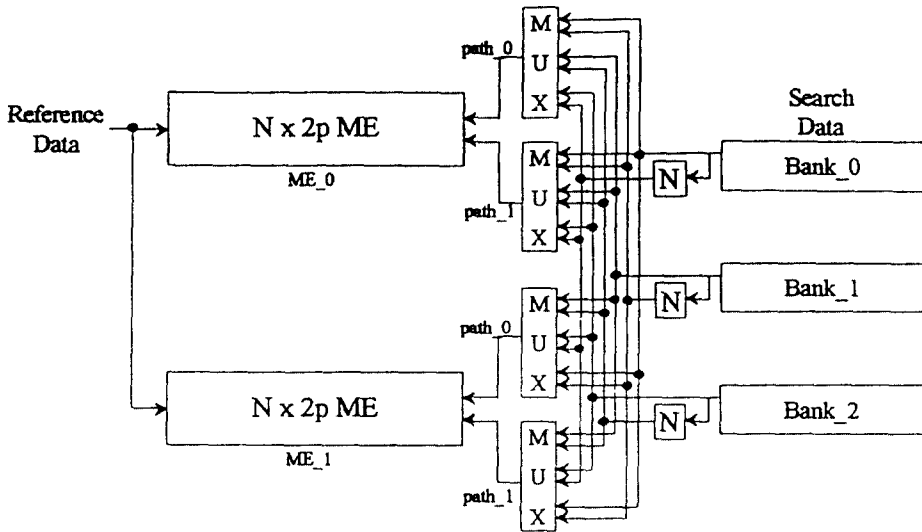 Reference
Data
N x 2p ME
ME_0
path_0
M
U
X
path_1
M
U
X
Search
Data
Bank_0
N
Bank_1
N
Bank_2
N
path_0
M
U
X
N x 2p ME
ME_1
path_1
M
U
X